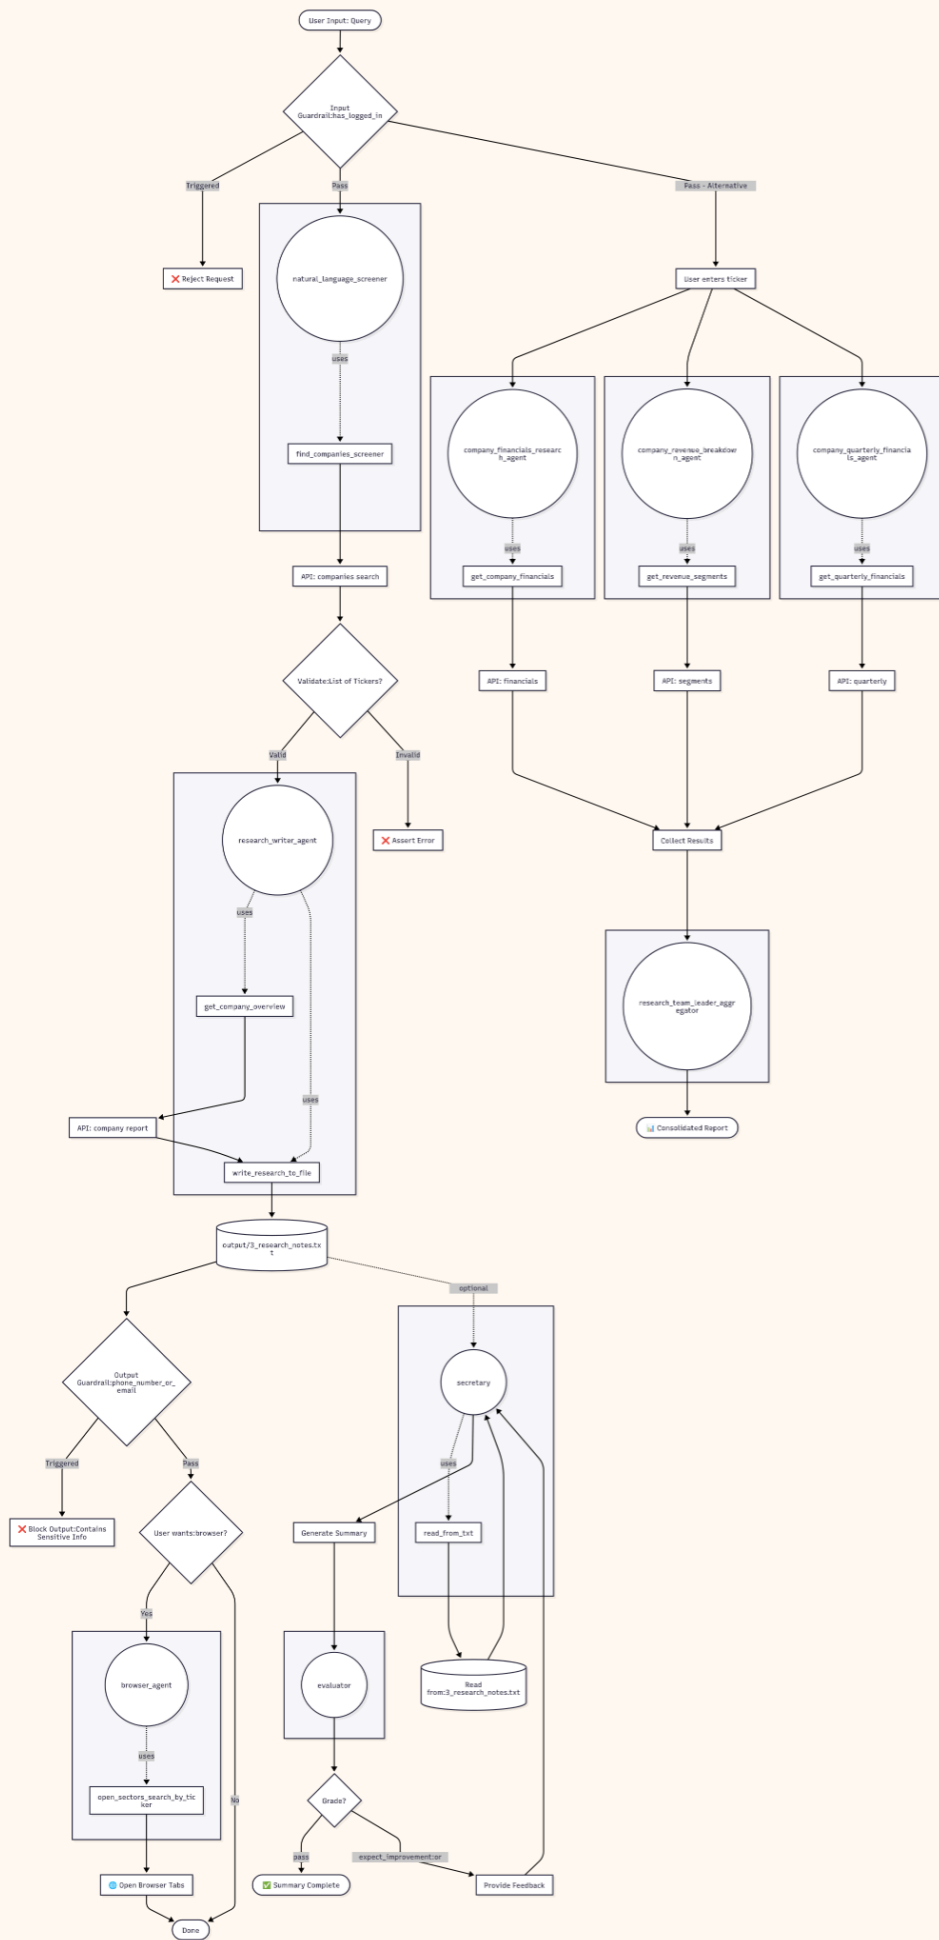 User Input: Query
Input
Guardrail:has_logged_in
Triggered
Pass
Pass - Alternative
❌ Reject Request
natural_language_screener
User enters ticker
uses
find_companies_screener
company_financials_researc
h_agent
company_revenue_breakdow
n_agent
company_quarterly_financia
ls_agent
uses
uses
uses
API: companies search
get_company_financials
get_revenue_segments
get_quarterly_financials
Validate:List of Tickers?
API: financials
API: segments
API: quarterly
Valid
Invalid
research_writer_agent
❌ Assert Error
Collect Results
uses
get_company_overview
research_team_leader_aggr
egator
uses
API: company report
📊 Consolidated Report
write_research_to_file
output/3_research_notes.tx
t
optional
Output
Guardrail:phone_number_or_
email
secretary
Triggered
Pass
uses
❌ Block Output:Contains
Sensitive Info
User wants:browser?
Generate Summary
read_from_txt
Yes
browser_agent
evaluator
Read
from:3_research_notes.txt
uses
open_sectors_search_by_tic
ker
No
Grade?
pass
expect_improvement:or
🌐 Open Browser Tabs
✅ Summary Complete
Provide Feedback
Done